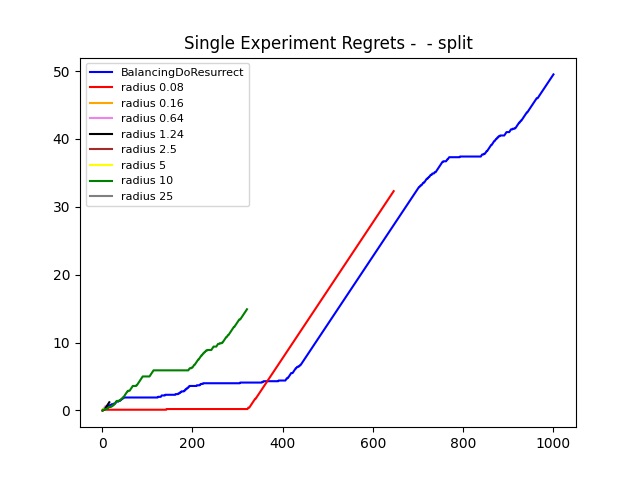 Single Experiment Regrets -  - split
BalancingDoResurrect
radius 0.08
radius 0.16
radius 0.64
radius 1.24
radius 2.5
radius 5
radius 10
radius 25
50
40
30
20
10
0
0 200 400 600 800 1000